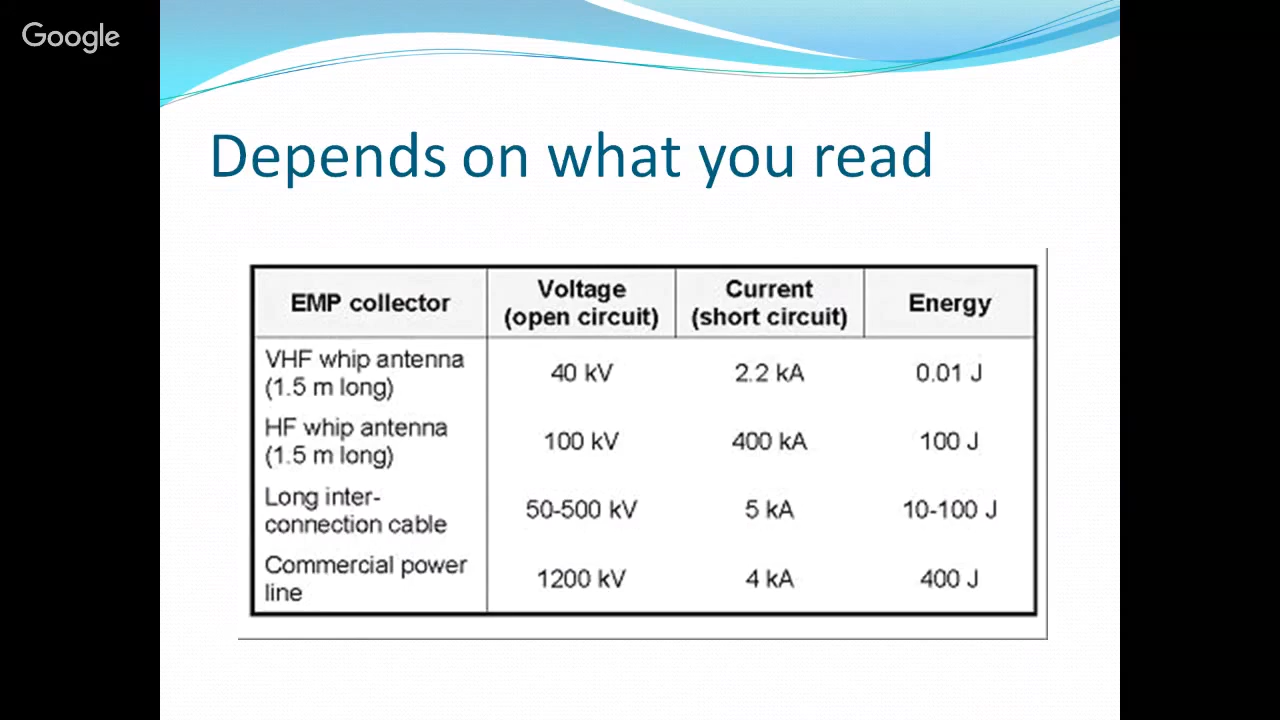 Google
Depends on what you read
EMP collector
Voltage
(open circuit)
Current
(short circuit)
Energy
VHF whip antenna
(1.5 m long)
40 kV
2.2 kA
0.01 J
HF whip antenna
(1.5 m long)
100 kV
400 kA
100 J
Long inter-
connection cable
50-500 kV
5 kA
10-100 J
Commercial power
line
1200 kV
4 kA
400 J